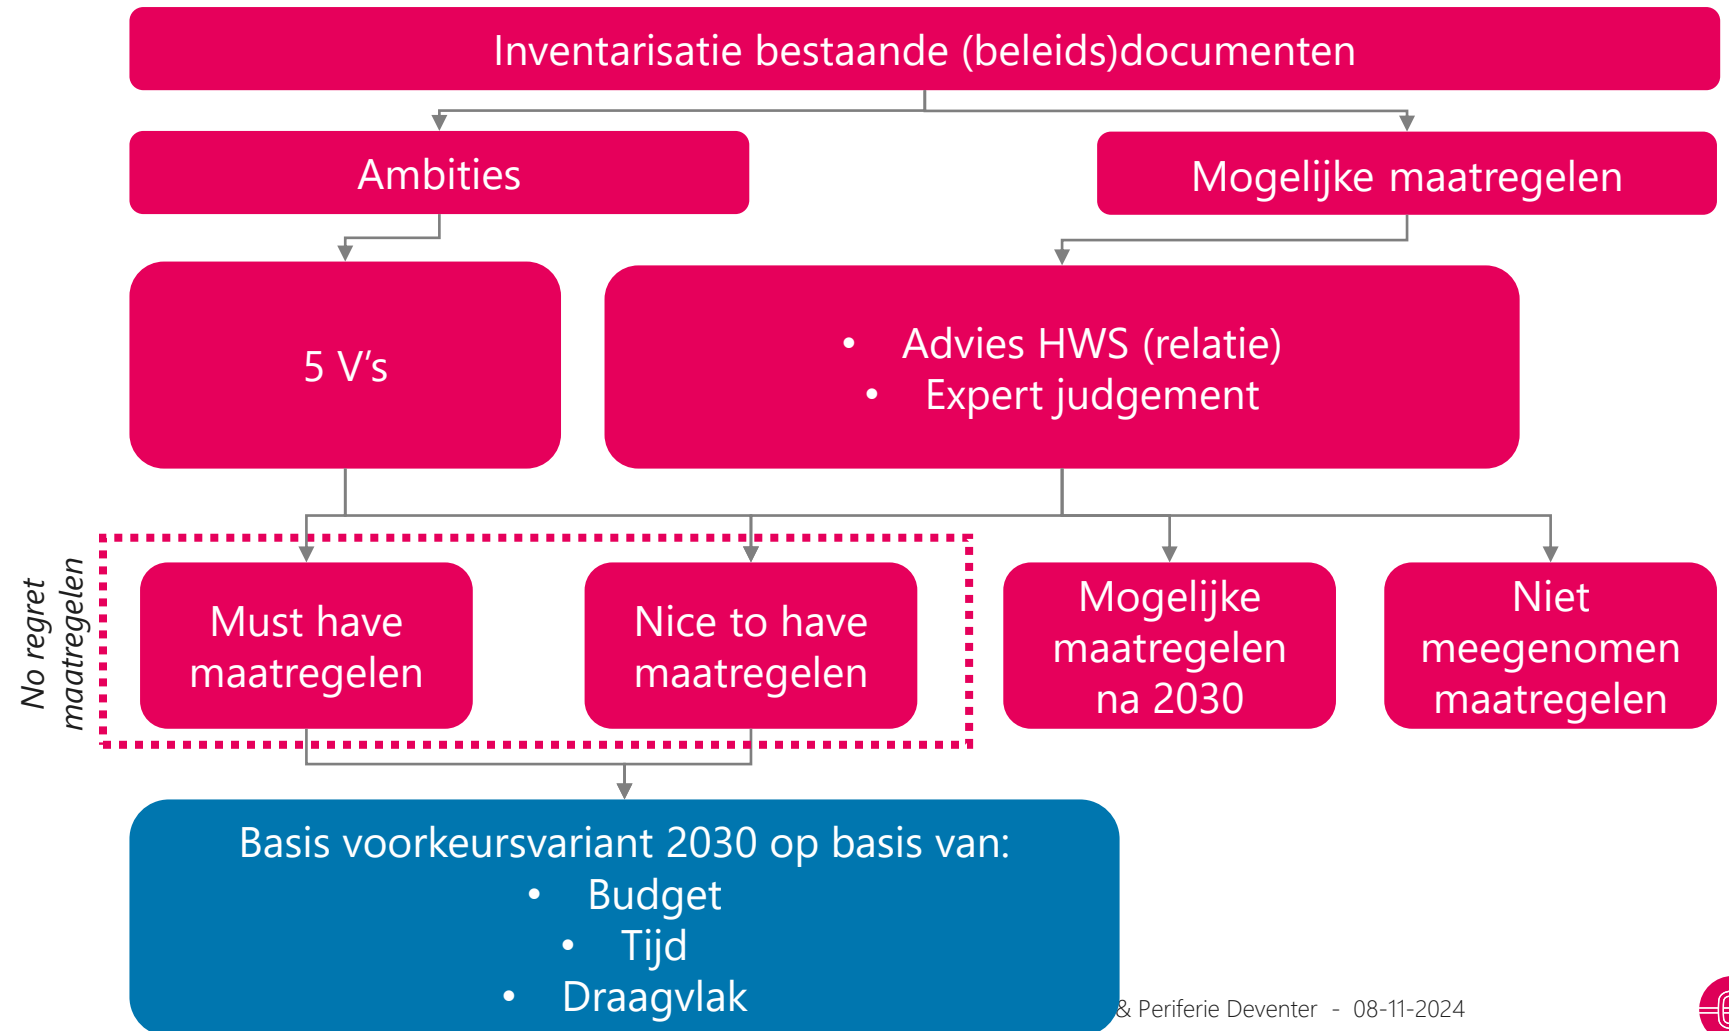 Inventarisatie bestaande (beleids)documenten
Ambities
Mogelijke maatregelen
5 V's
• Advies HWS (relatie)
• Expert judgement
No regret
maatregelen
Must have
maatregelen
Nice to have
maatregelen
Mogelijke
maatregelen
na 2030
Niet
meegenomen
maatregelen
Basis voorkeursvariant 2030 op basis van:
• Budget
• Tijd
• Draagvlak
& Periferie Deventer - 08-11-2024